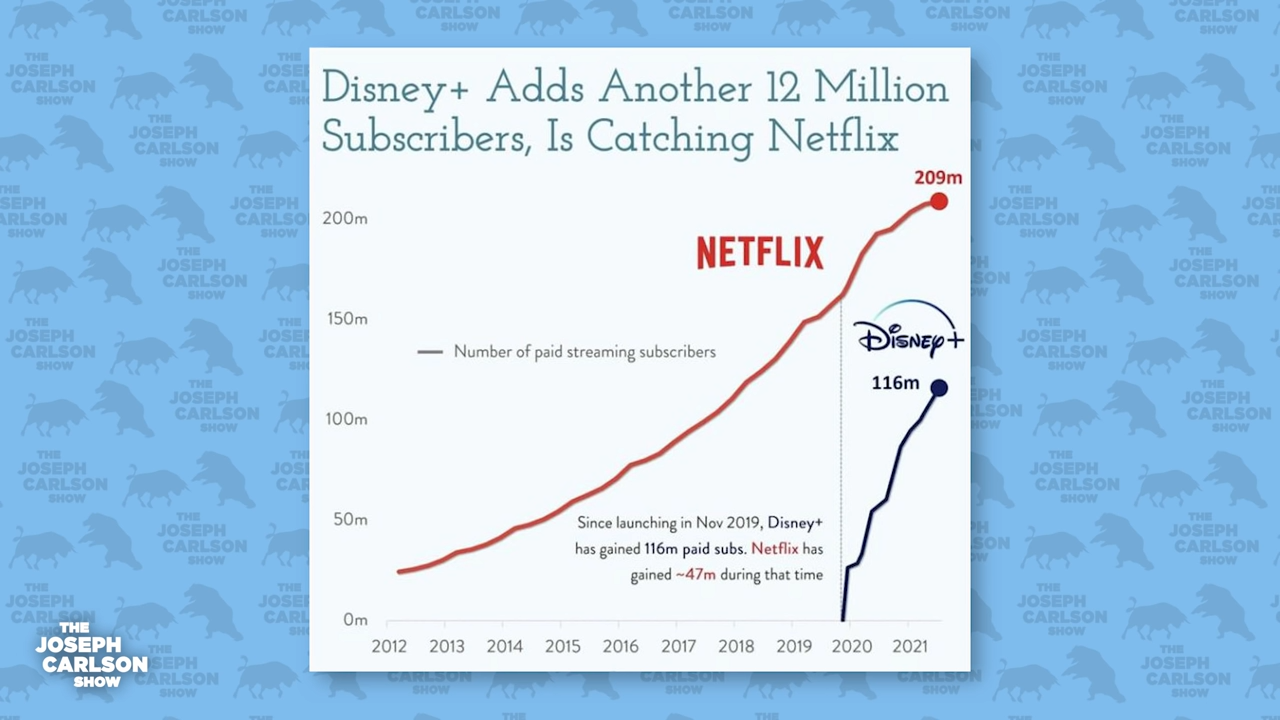 Disney+ Adds Another 12 Million
Subscribers, Is Catching Netflix
209m
200m
NETFLIX
150m
Disney+
Number of paid streaming subscribers
116m
100m
50m
Since launching in Nov 2019, Disney+
has gained 116m paid subs. Netflix has
gained ~47m during that time
0m
2012 2013 2014 2015 2016 2017 2018 2019 2020 2021
THE
JOSEPH
CARLSON
SHOW